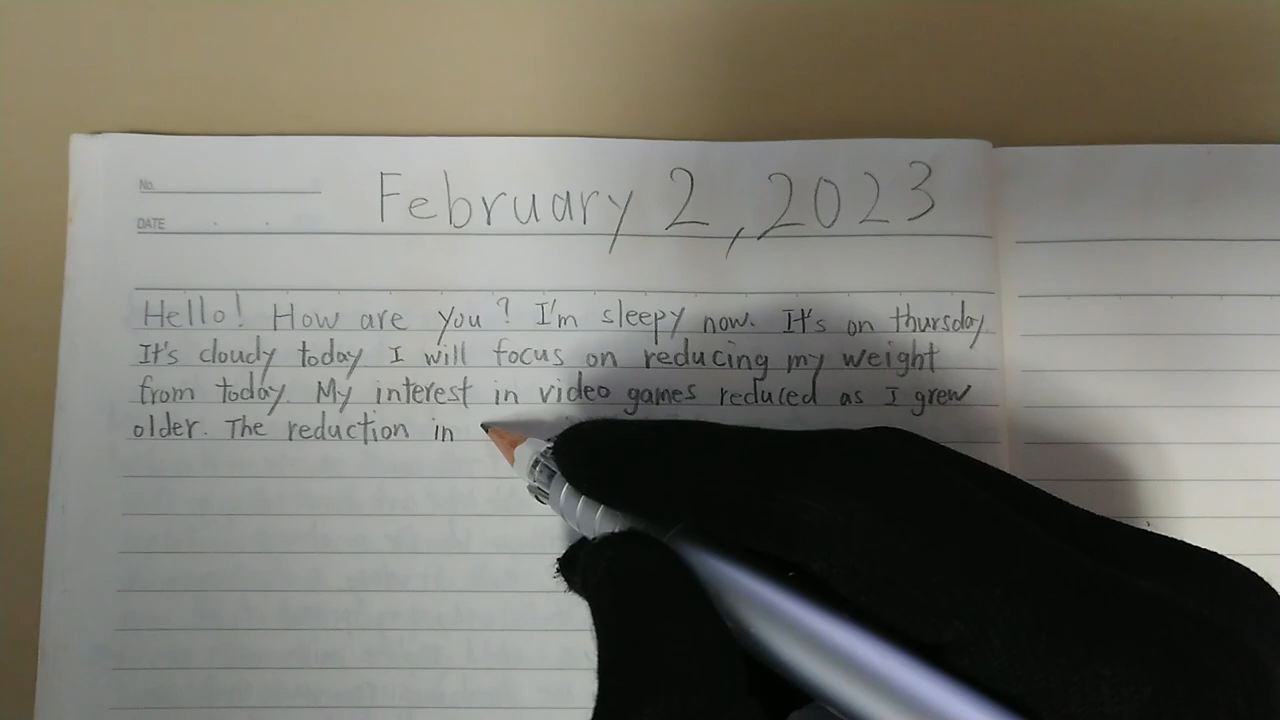 No.
DATE . .
February 2, 2023
Hello! How are you? I'm sleepy now. It's on thursday.
It's cloudy today. I will focus on reducing my weight
from today. My interest in video games reduced as I grew
older. The reduction in